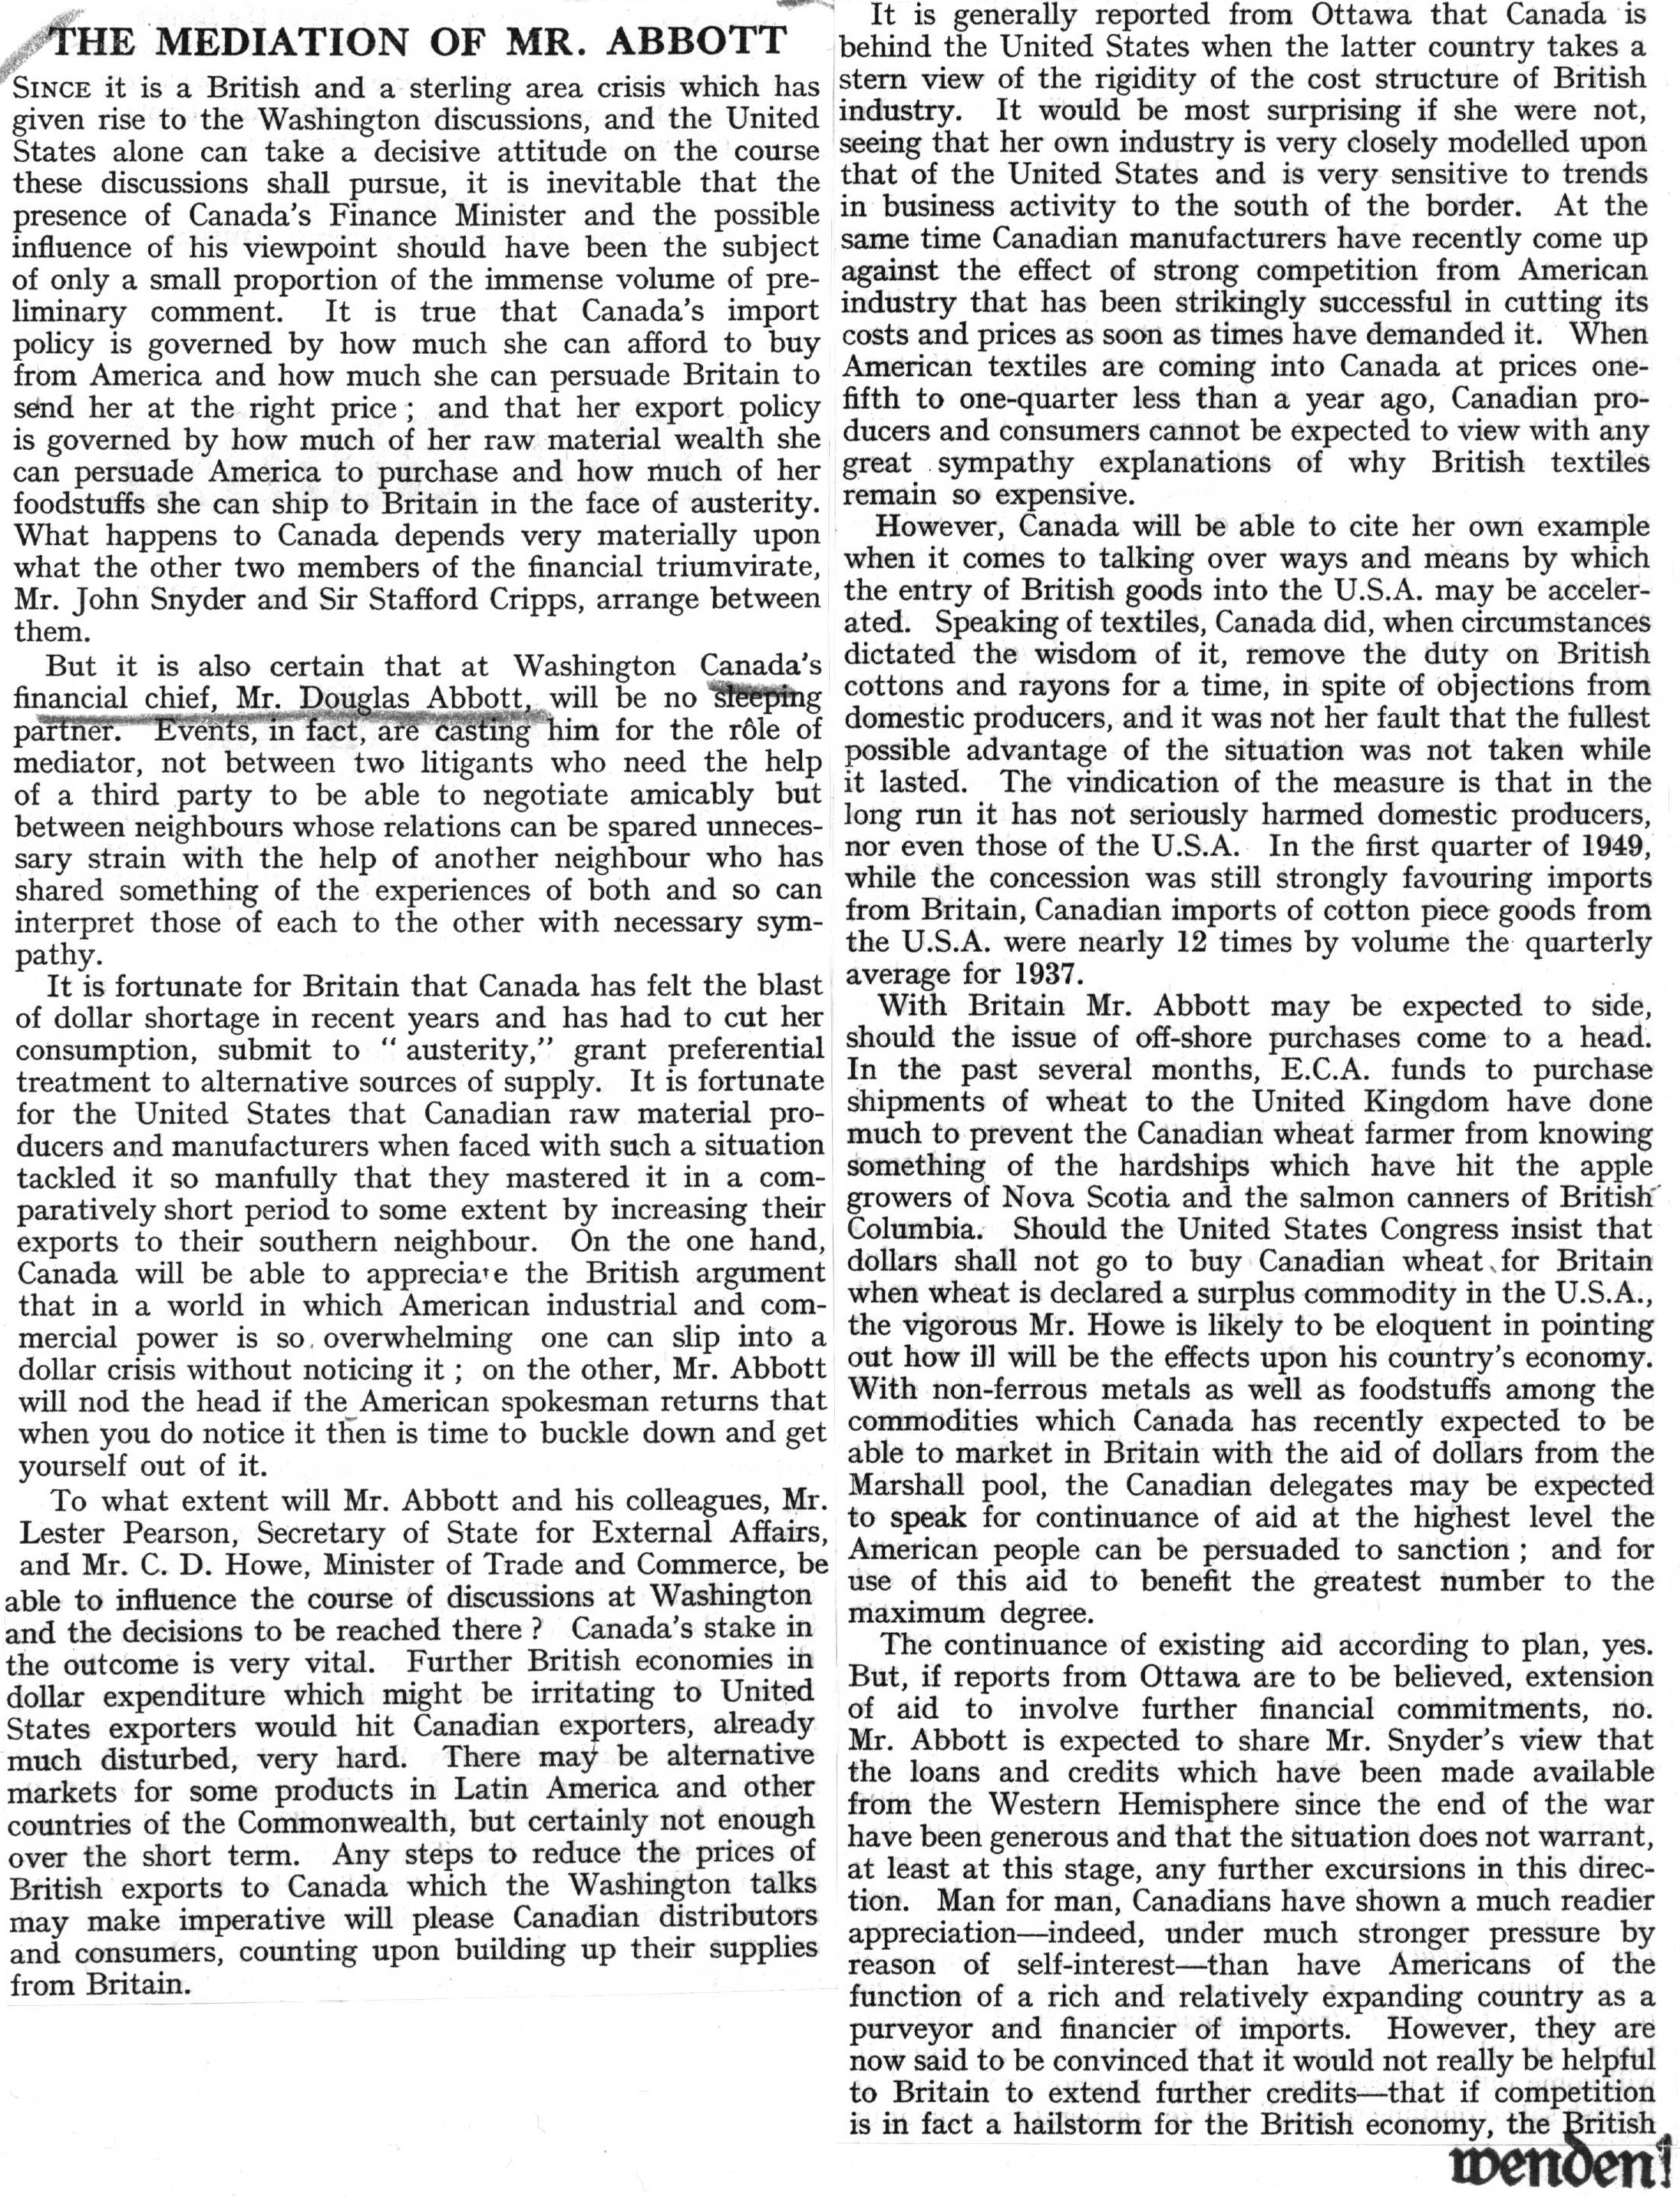 THE MEDIATION OF MR. ABBOTT
SINCE it is a British and a sterling area crisis which has
given rise to the Washington discussions, and the United
States alone can take a decisive attitude on the course
these discussions shall pursue, it is inevitable that the
presence of Canada's Finance Minister and the possible
influence of his viewpoint should have been the subject
of only a small proportion of the immense volume of pre-
liminary comment. It is true that Canada's import
policy is governed by how much she can afford to buy
from America and how much she can persuade Britain to
send her at the right price ; and that her export policy
is governed by how much of her raw material wealth she
can persuade America to purchase and how much of her
foodstuffs she can ship to Britain in the face of austerity.
What happens to Canada depends very materially upon
what the other two members of the financial triumvirate,
Mr. John Snyder and Sir Stafford Cripps, arrange between
them.
But it is also certain that at Washington Canada's
financial chief, Mr. Douglas Abbott, will be no sleeping
partner. Events, in fact, are casting him for the rôle of
mediator, not between two litigants who need the help
of a third party to be able to negotiate amicably but
between neighbours whose relations can be spared unneces-
sary strain with the help of another neighbour who has
shared something of the experiences of both and so can
interpret those of each to the other with necessary sym-
pathy.
It is fortunate for Britain that Canada has felt the blast
of dollar shortage in recent years and has had to cut her
consumption, submit to " austerity," grant preferential
treatment to alternative sources of supply. It is fortunate
for the United States that Canadian raw material pro-
ducers and manufacturers when faced with such a situation
tackled it so manfully that they mastered it in a com-
paratively short period to some extent by increasing their
exports to their southern neighbour. On the one hand,
Canada will be able to appreciate the British argument
that in a world in which American industrial and com-
mercial power is so overwhelming one can slip into a
dollar crisis without noticing it ; on the other, Mr. Abbott
will nod the head if the American spokesman returns that
when you do notice it then is time to buckle down and get
yourself out of it.
To what extent will Mr. Abbott and his colleagues, Mr.
Lester Pearson, Secretary of State for External Affairs,
and Mr. C. D. Howe, Minister of Trade and Commerce, be
able to influence the course of discussions at Washington
and the decisions to be reached there ? Canada's stake in
the outcome is very vital. Further British economies in
dollar expenditure which might be irritating to United
States exporters would hit Canadian exporters, already
much disturbed, very hard. There may be alternative
markets for some products in Latin America and other
countries of the Commonwealth, but certainly not enough
over the short term. Any steps to reduce the prices of
British exports to Canada which the Washington talks
may make imperative will please Canadian distributors
and consumers, counting upon building up their supplies
from Britain.
It is generally reported from Ottawa that Canada is
behind the United States when the latter country takes a
stern view of the rigidity of the cost structure of British
industry. It would be most surprising if she were not,
seeing that her own industry is very closely modelled upon
that of the United States and is very sensitive to trends
in business activity to the south of the border. At the
same time Canadian manufacturers have recently come up
against the effect of strong competition from American
industry that has been strikingly successful in cutting its
costs and prices as soon as times have demanded it. When
American textiles are coming into Canada at prices one-
fifth to one-quarter less than a year ago, Canadian pro-
ducers and consumers cannot be expected to view with any
great sympathy explanations of why British textiles
remain so expensive.
However, Canada will be able to cite her own example
when it comes to talking over ways and means by which
the entry of British goods into the U.S.A. may be acceler-
ated. Speaking of textiles, Canada did, when circumstances
dictated the wisdom of it, remove the duty on British
cottons and rayons for a time, in spite of objections from
domestic producers, and it was not her fault that the fullest
possible advantage of the situation was not taken while
it lasted. The vindication of the measure is that in the
long run it has not seriously harmed domestic producers,
nor even those of the U.S.A. In the first quarter of 1949,
while the concession was still strongly favouring imports
from Britain, Canadian imports of cotton piece goods from
the U.S.A. were nearly 12 times by volume the quarterly
average for 1937.
With Britain Mr. Abbott may be expected to side,
should the issue of off-shore purchases come to a head.
In the past several months, E.C.A. funds to purchase
shipments of wheat to the United Kingdom have done
much to prevent the Canadian wheat farmer from knowing
something of the hardships which have hit the apple
growers of Nova Scotia and the salmon canners of British
Columbia. Should the United States Congress insist that
dollars shall not go to buy Canadian wheat for Britain
when wheat is declared a surplus commodity in the U.S.A.,
the vigorous Mr. Howe is likely to be eloquent in pointing
out how ill will be the effects upon his country's economy.
With non-ferrous metals as well as foodstuffs among the
commodities which Canada has recently expected to be
able to market in Britain with the aid of dollars from the
Marshall pool, the Canadian delegates may be expected
to speak for continuance of aid at the highest level the
American people can be persuaded to sanction ; and for
use of this aid to benefit the greatest number to the
maximum degree.
The continuance of existing aid according to plan, yes.
But, if reports from Ottawa are to be believed, extension
of aid to involve further financial commitments, no.
Mr. Abbott is expected to share Mr. Snyder's view that
the loans and credits which have been made available
from the Western Hemisphere since the end of the war
have been generous and that the situation does not warrant,
at least at this stage, any further excursions in this direc-
tion. Man for man, Canadians have shown a much readier
appreciation—indeed, under much stronger pressure by
reason of self-interest—than have Americans of the
function of a rich and relatively expanding country as a
purveyor and financier of imports. However, they are
now said to be convinced that it would not really be helpful
to Britain to extend further credits—that if competition
is in fact a hailstorm for the British economy, the British
wenden!